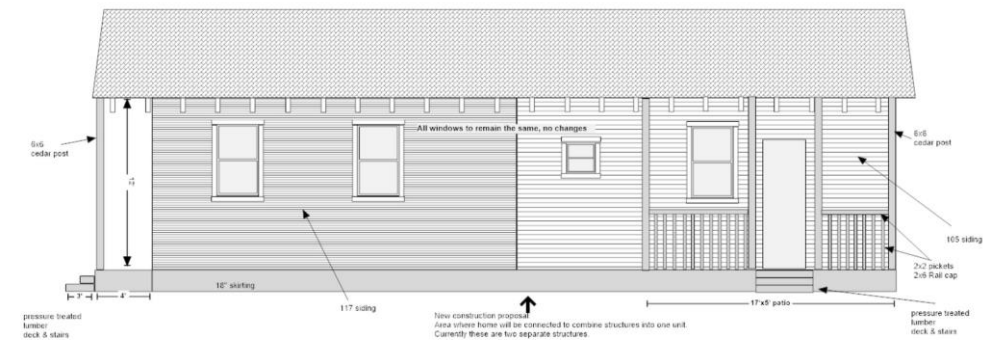 All windows to remain the same, no changes
6x6
cedar post
12'
6x6
cedar post
105 siding
2x2 pickets
2x6 Rail cap
18" skirting
3'
4'
117 siding
17'x5' patio
pressure treated
lumber
deck & stairs
New construction proposal
Area where home will be connected to combine structures into one unit.
Currently these are two separate structures.
pressure treated
lumber
deck & stairs